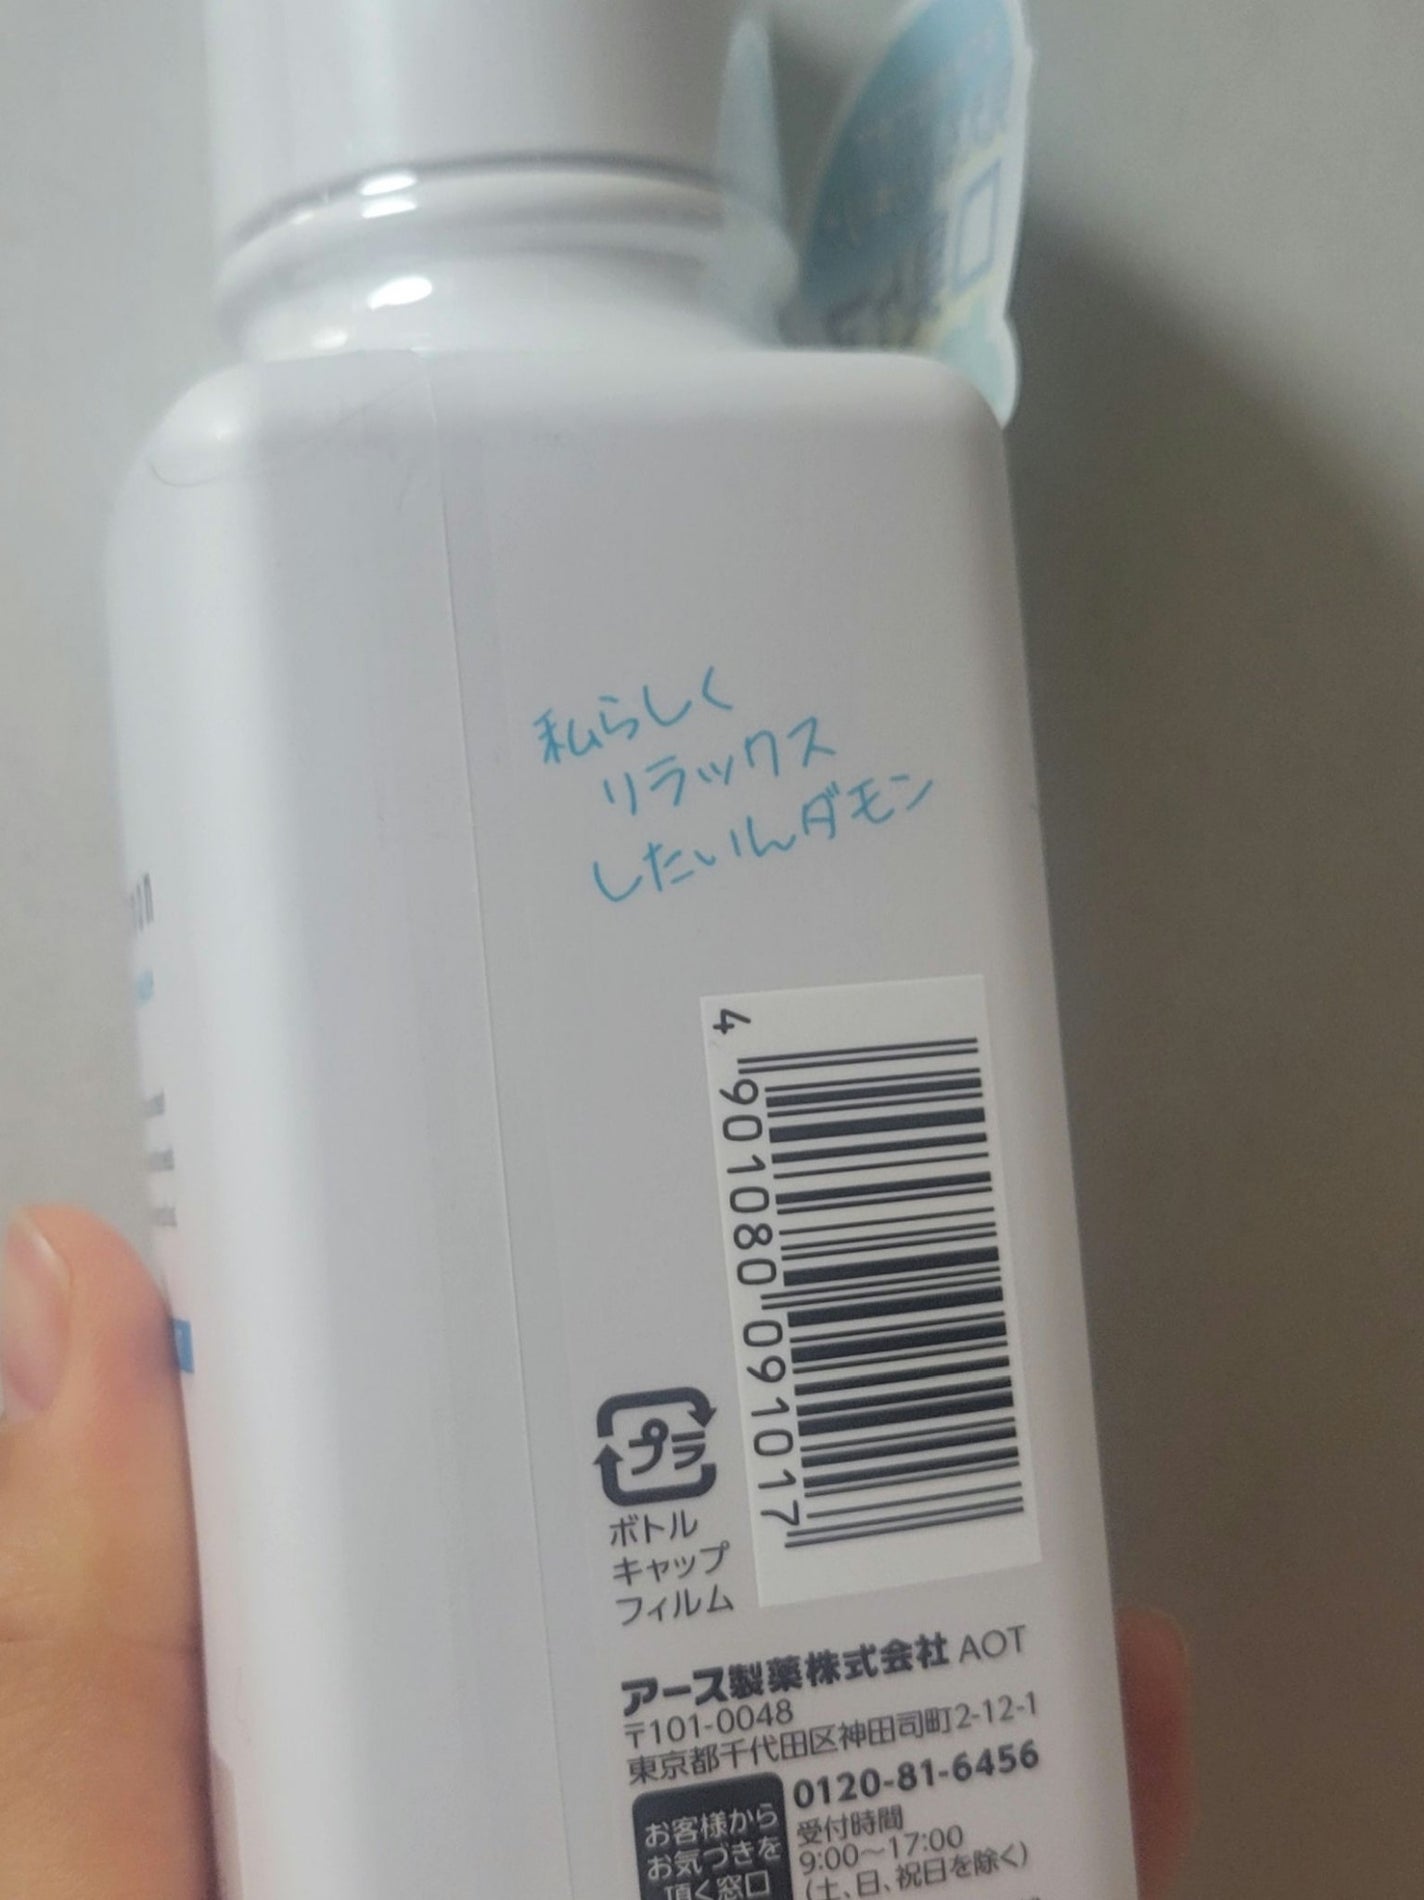 私らしく
リラックス
したいんダモン
4 901080 091017
プラ
ボトル
キャップ
フィルム
アース製薬株式会社 AOT
〒101-0048
東京都千代田区神田司町2-12-1
お客様から
お気づきを
頂く窓口
0120-81-6456
受付時間
9:00〜17:00
(土、日、祝日を除く)